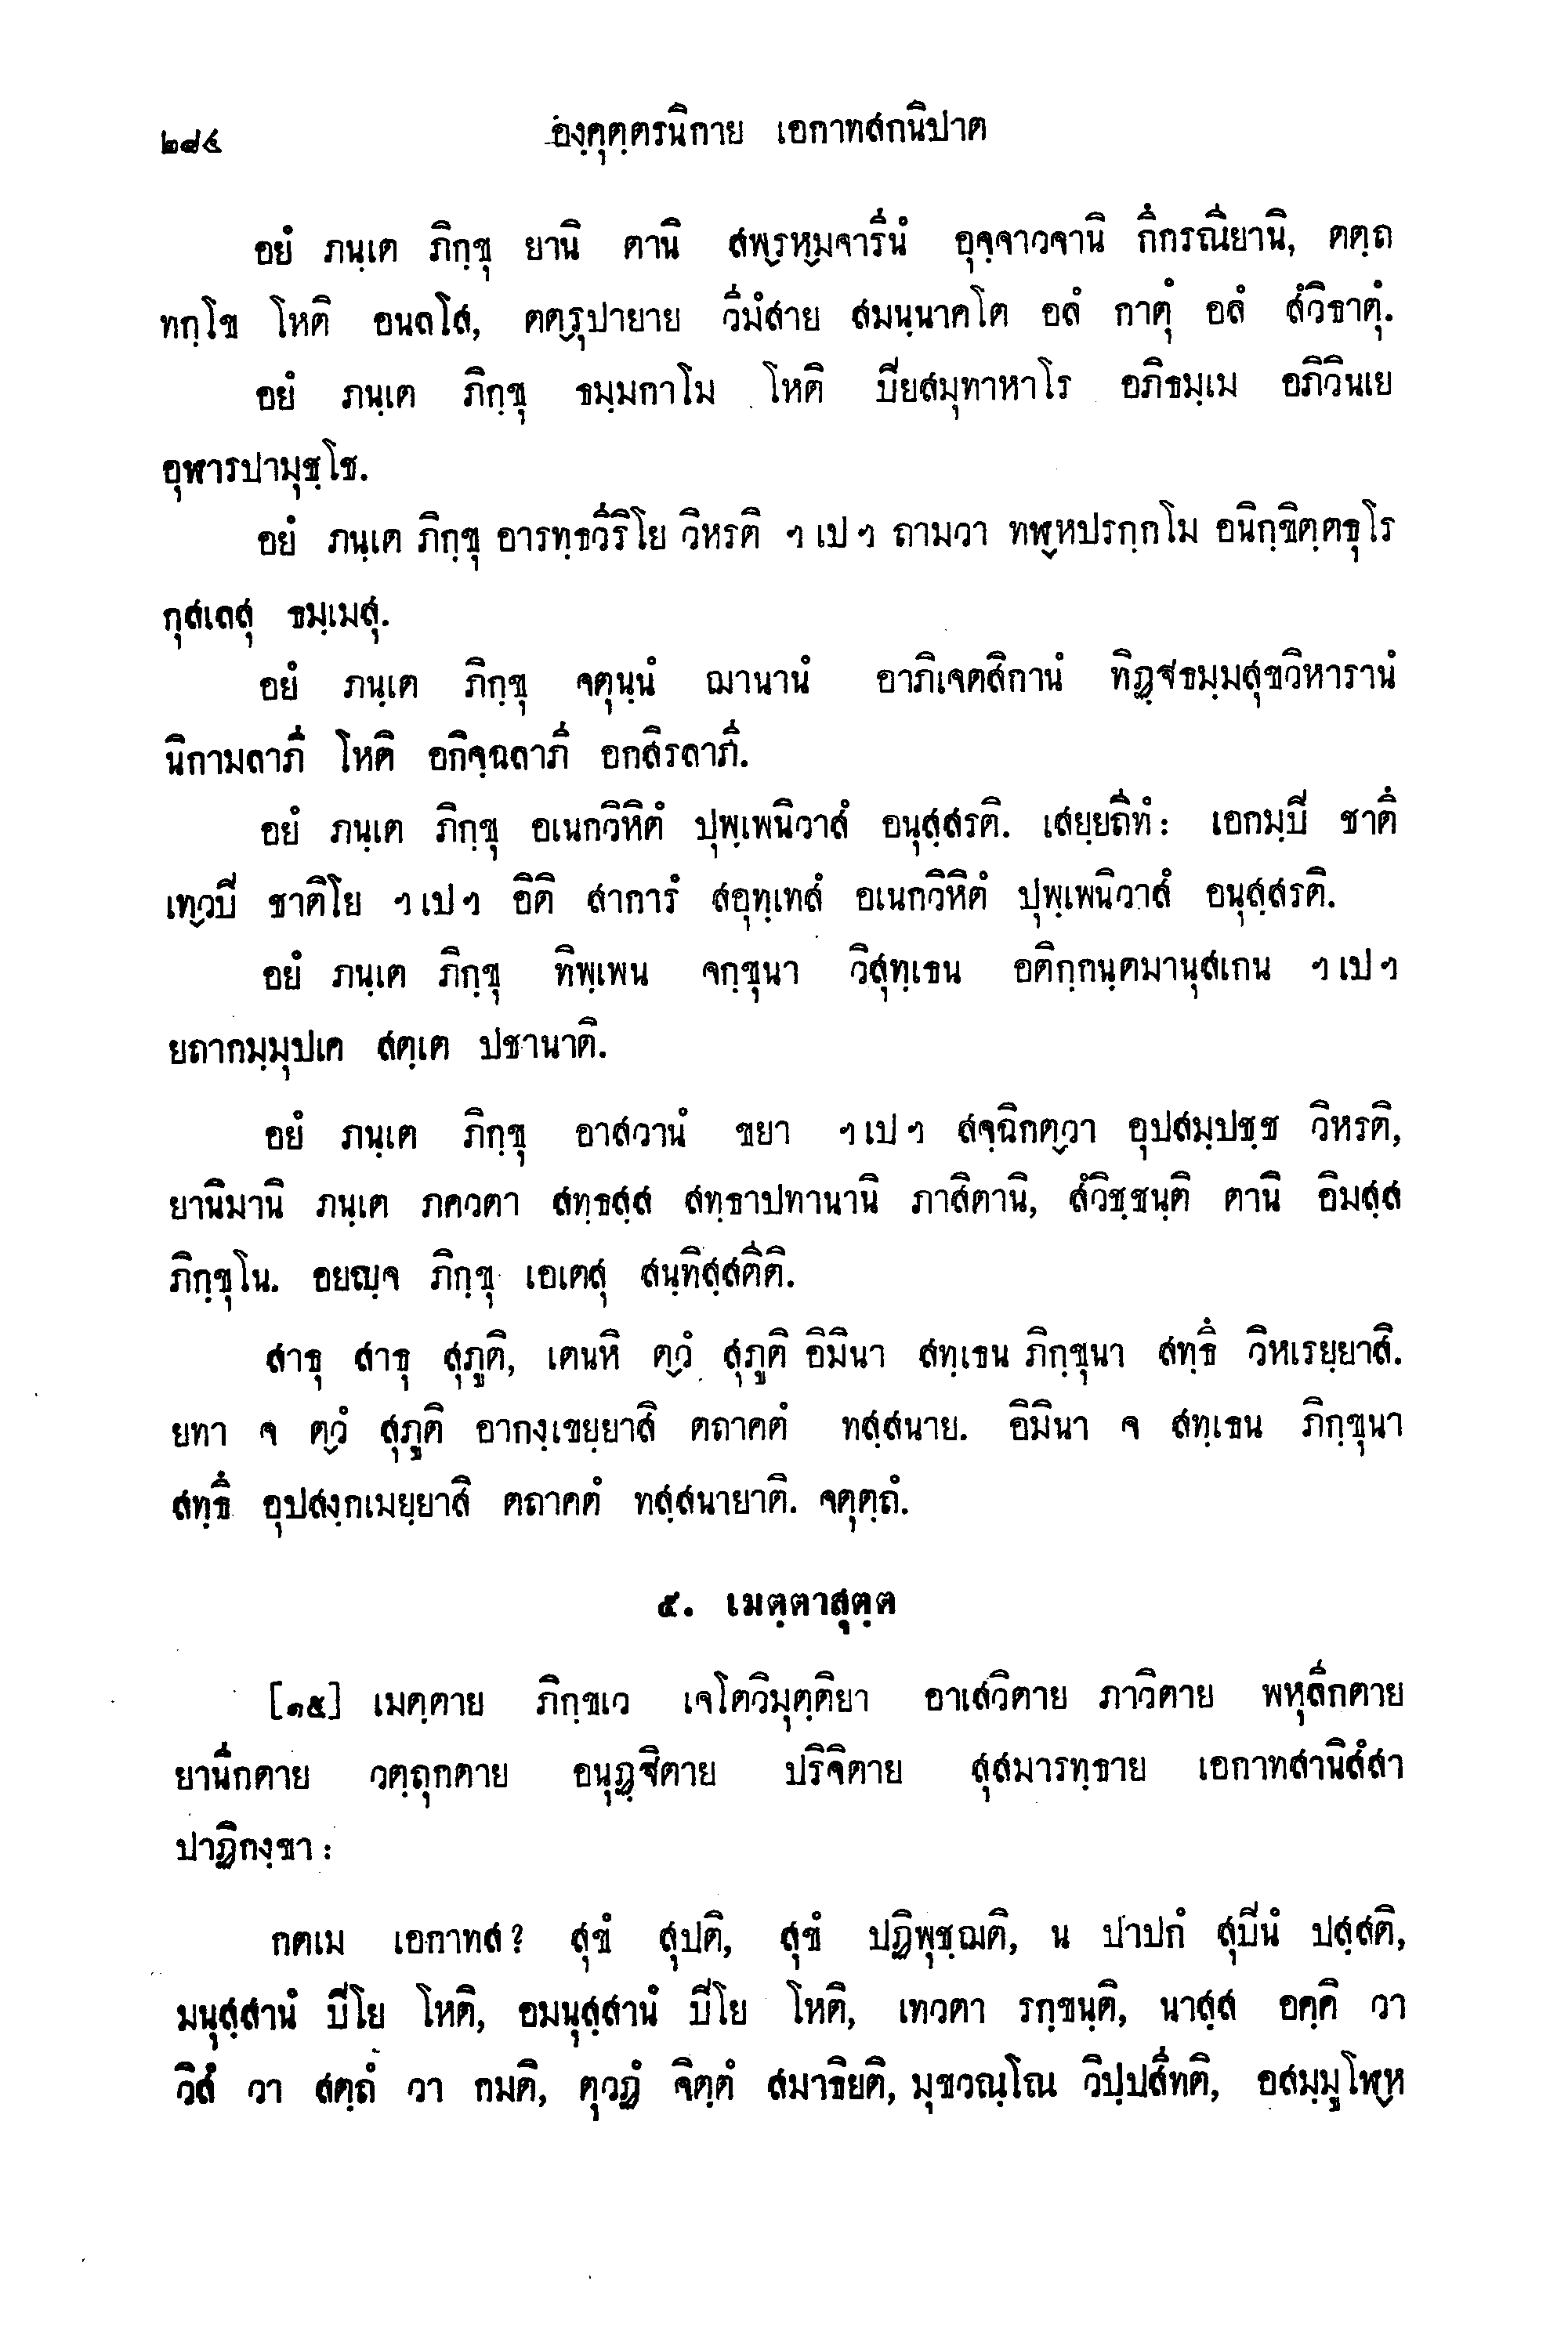 ๒๘๔ องฺคุตฺตรนิกาย เอกาทสกนิปาต
อยํ ภนฺเต ภิกฺขุ ยานิ ตานิ สพฺรหฺมจารีนํ อุจฺจาวจานิ กึกรณียานิ, ตตฺถ
ทกฺโข โหติ อนลโส, ตตฺรุปายาย วีมํสาย สมนฺนาคโต อลํ กาตุํ อลํ สํวิธาตุํ.
อยํ ภนฺเต ภิกฺขุ ธมฺมกาโม โหติ ปิยสมุทาหาโร อภิธมฺเม อภิวินเย
อุฬารปามุชฺโช.
อยํ ภนฺเต ภิกฺขุ อารทฺธวีริโย วิหรติ ฯ เป ฯ ถามวา ทฬฺหปรกฺกโม อนิกฺขิตฺตธุโร
กุสเลสุ ธมฺเมสุ.
อยํ ภนฺเต ภิกฺขุ จตุนฺนํ ฌานานํ อาภิเจตสิกานํ ทิฏฺฐธมฺมสุขวิหารานํ
นิกามลาภี โหติ อกิจฺฉลาภี อกสิรลาภี.
อยํ ภนฺเต ภิกฺขุ อเนกวิหิตํ ปุพฺเพนิวาสํ อนุสฺสรติ. เสยฺยถีทํ: เอกมฺปิ ชาตึ
เทฺวปิ ชาติโย ฯ เป ฯ อิติ สาการํ สอุทฺเทสํ อเนกวิหิตํ ปุพฺเพนิวาสํ อนุสฺสรติ.
อยํ ภนฺเต ภิกฺขุ ทิพฺเพน จกฺขุนา วิสุทฺเธน อติกฺกนฺตมานุสเกน ฯ เป ฯ
ยถากมฺมุปเค สตฺเต ปชานาติ.
อยํ ภนฺเต ภิกฺขุ อาสวานํ ขยา ฯ เป ฯ สจฺฉิกตฺวา อุปสมฺปชฺช วิหรติ,
ยานิมานิ ภนฺเต ภควตา สทฺธสฺส สทฺธาปทานานิ ภาสิตานิ, สํวิชฺชนฺติ ตานิ อิมสฺส
ภิกฺขุโน. อยญฺจ ภิกฺขุ เอเตสุ สนฺทิสฺสตีติ.
สาธุ สาธุ สุภูติ, เตนหิ ตฺวํ สุภูติ อิมินา สทฺเธน ภิกฺขุนา สทฺธึ วิหเรยฺยาสิ.
ยทา จ ตฺวํ สุภูติ อากงฺเขยฺยาสิ ตถาคตํ ทสฺสนาย. อิมินา จ สทฺเธน ภิกฺขุนา
สทฺธึ อุปสงฺกเมยฺยาสิ ตถาคตํ ทสฺสนายาติ. จตุตฺถํ.
๕. เมตฺตาสุตฺต
[๑๕] เมตฺตาย ภิกฺขเว เจโตวิมุตฺติยา อาเสวิตาย ภาวิตาย พหุลีกตาย
ยานีกตาย วตฺถุกตาย อนุฏฺฐิตาย ปริจิตาย สุสมารทฺธาย เอกาทสานิสํสา
ปาฏิกงฺขา:
กตเม เอกาทส? สุขํ สุปติ, สุขํ ปฏิพุชฺฌติ, น ปาปกํ สุปินํ ปสฺสติ,
มนุสฺสานํ ปิโย โหติ, อมนุสฺสานํ ปิโย โหติ, เทวตา รกฺขนฺติ, นาสฺส อคฺคิ วา
วิสํ วา สตฺถํ วา กมติ, ตุวฏํ จิตฺตํ สมาธิยติ, มุขวณฺโณ วิปฺปสีทติ, อสมฺมูโฬฺห